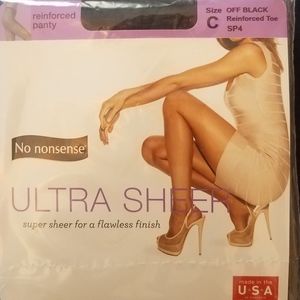 reinforced
panty
Size
C
OFF BLACK
Reinforced Toe
SP4
No nonsense®
ULTRA SHEER
super sheer for a flawless finish
made in the
U·S·A